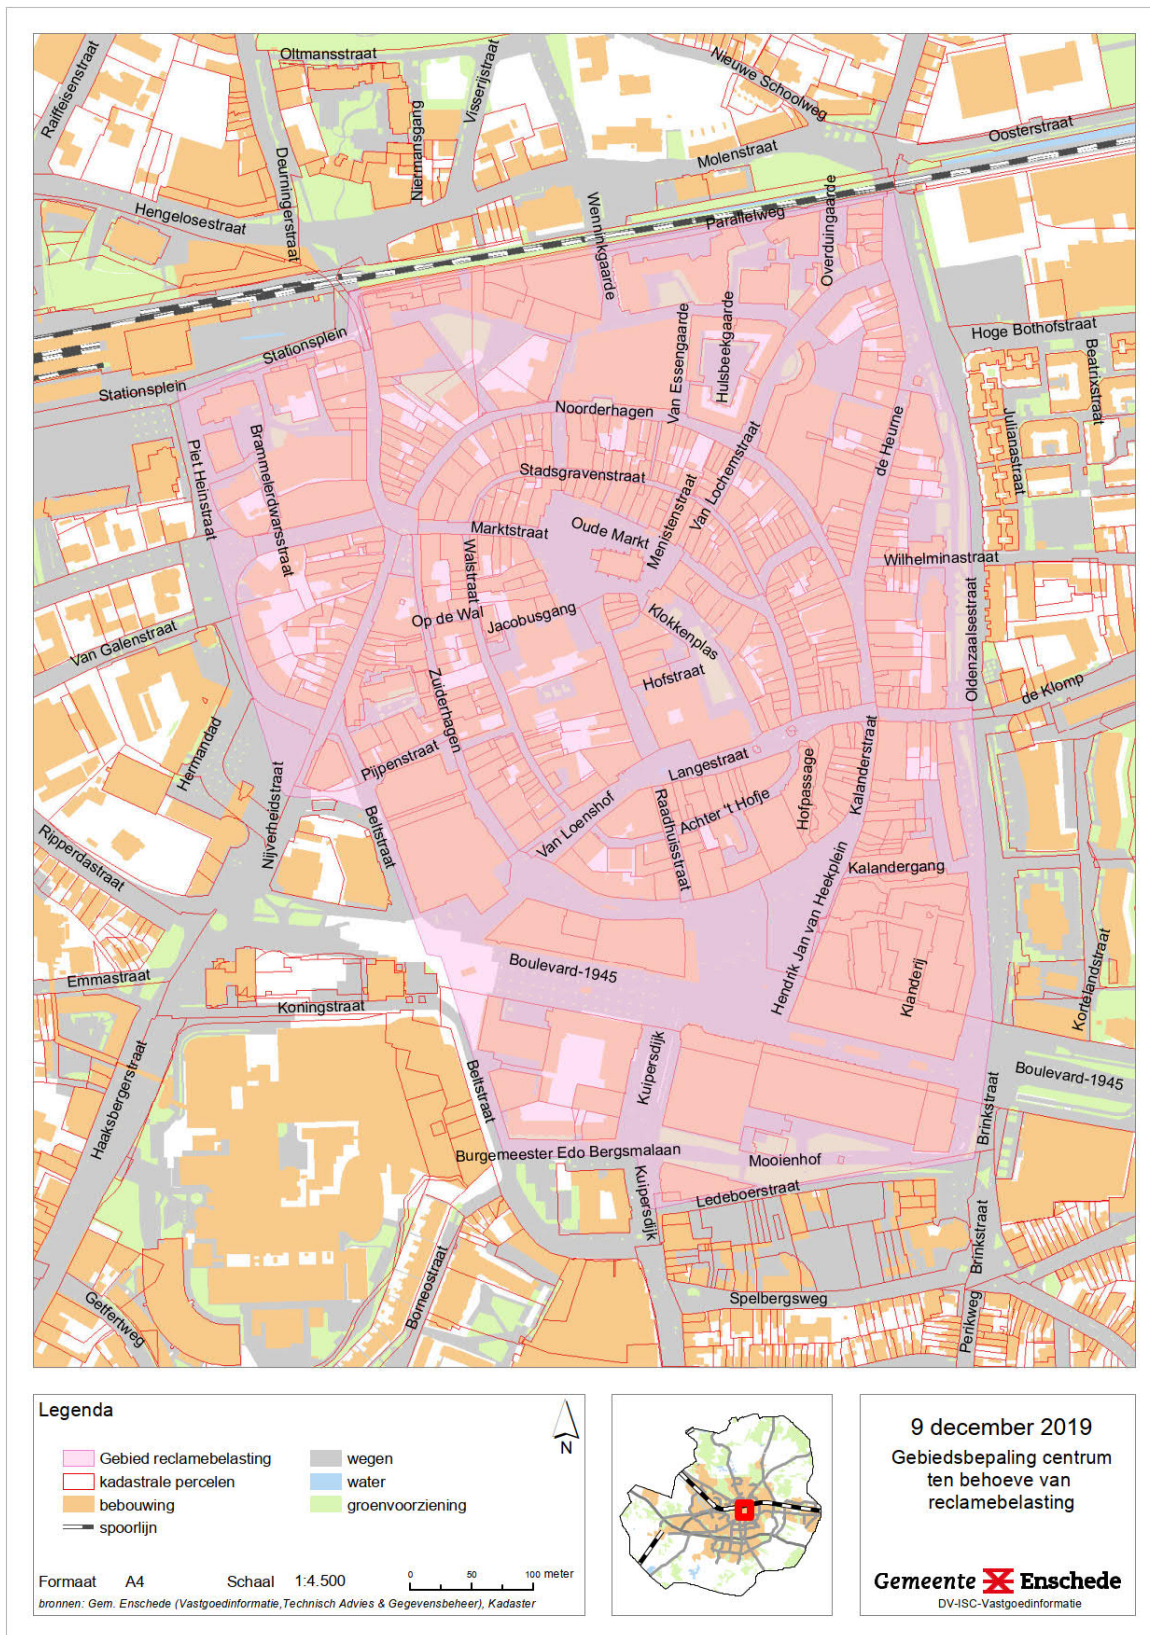 Oltmansstraat
Raiffeisenstraat
Visserijstraat
Nieuwe Schoolweg
Oosterstraat
Niermansgang
Deurningerstraat
Molenstraat
Hengelosestraat
Wenninkgaarde
Parallelweg
Overduingaarde
Stationsplein
Stationsplein
Van Essengaarde
Hulsbeekgaarde
Hoge Bothofstraat
Beatrixstraat
Julianastraat
Noorderhagen
Brammelerdwarsstraat
Piet Heinstraat
de Heurne
Stadsgravenstraat
Van Lochemstraat
Menistenstraat
Marktstraat
Oude Markt
Walstraat
Wilhelminastraat
Op de Wal
Jacobusgang
Klokkenplas
Oldenzaalsestraat
Van Galenstraat
Hofstraat
de Klomp
Zuiderhagen
Hermandad
Pijpenstraat
Langestraat
Kalanderstraat
Hofpassage
Achter 't Hofje
Raadhuisstraat
Van Loenshof
Nijverheidstraat
Beltstraat
Ripperdastraat
Kalandergang
Hendrik Jan van Heekplein
Klanderij
Kortelandstraat
Emmastraat
Boulevard-1945
Koningstraat
Haaksbergerstraat
Beltstraat
Kuipersdijk
Boulevard-1945
Brinkstraat
Burgemeester Edo Bergsmalaan
Mooienhof
Kuipersdijk
Ledeboerstraat
Brinkstraat
Borneostraat
Getfertweg
Spelbergsweg
Perikweg
Legenda
N
Gebied reclamebelasting
kadastrale percelen
bebouwing
spoorlijn
wegen
water
groenvoorziening
Formaat A4 Schaal 1:4.500
0 50 100 meter
bronnen: Gem. Enschede (Vastgoedinformatie,Technisch Advies & Gegevensbeheer), Kadaster
9 december 2019
Gebiedsbepaling centrum
ten behoeve van
reclamebelasting
Gemeente Enschede
DV-ISC-Vastgoedinformatie